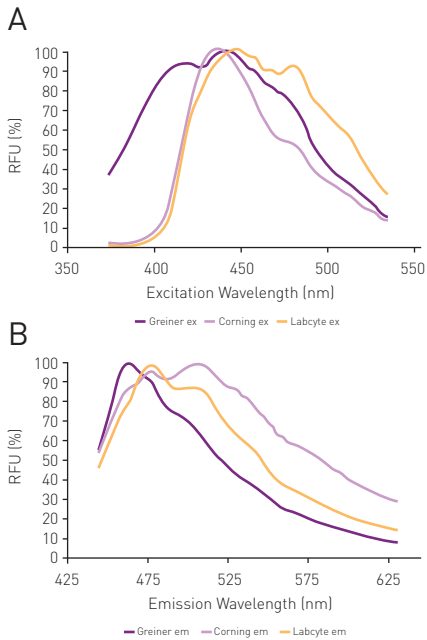 A
RFU (%)
100
90
80
70
60
50
40
30
20
10
0
350 400 450 500 550
Excitation Wavelength (nm)
Greiner ex Corning ex Labcyte ex
B
RFU (%)
100
90
80
70
60
50
40
30
20
10
0
425 475 525 575 625
Emission Wavelength (nm)
Greiner em Corning em Labcyte em